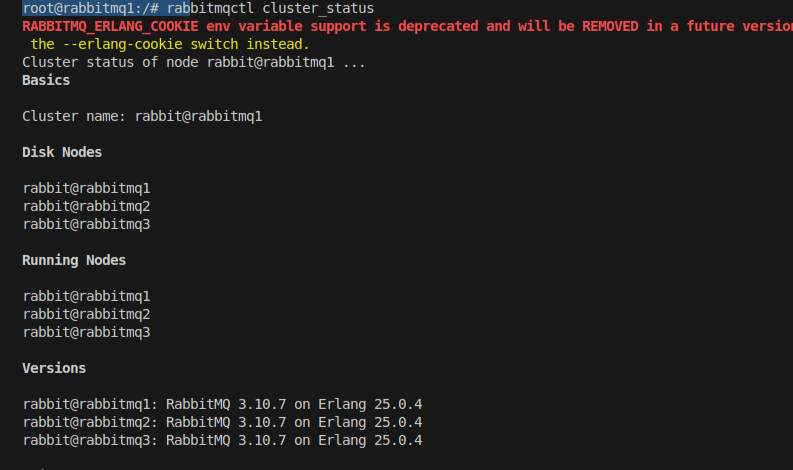 root@rabbitmq1:/# rabbitmqctl cluster_status
RABBITMQ_ERLANG_COOKIE env variable support is deprecated and will be REMOVED in a future
the --erlang-cookie switch instead.
Cluster status of node rabbit@rabbitmq1 ...
Basics
Cluster name: rabbit@rabbitmq1
Disk Nodes
rabbit@rabbitmq1
rabbit@rabbitmq2
rabbit@rabbitmq3
Running Nodes
rabbit@rabbitmq1
rabbit@rabbitmq2
rabbit@rabbitmq3
Versions
rabbit@rabbitmq1: RabbitMQ 3.10.7 on Erlang 25.0.4
rabbit@rabbitmq2: RabbitMQ 3.10.7 on Erlang 25.0.4
rabbit@rabbitmq3: RabbitMQ 3.10.7 on Erlang 25.0.4